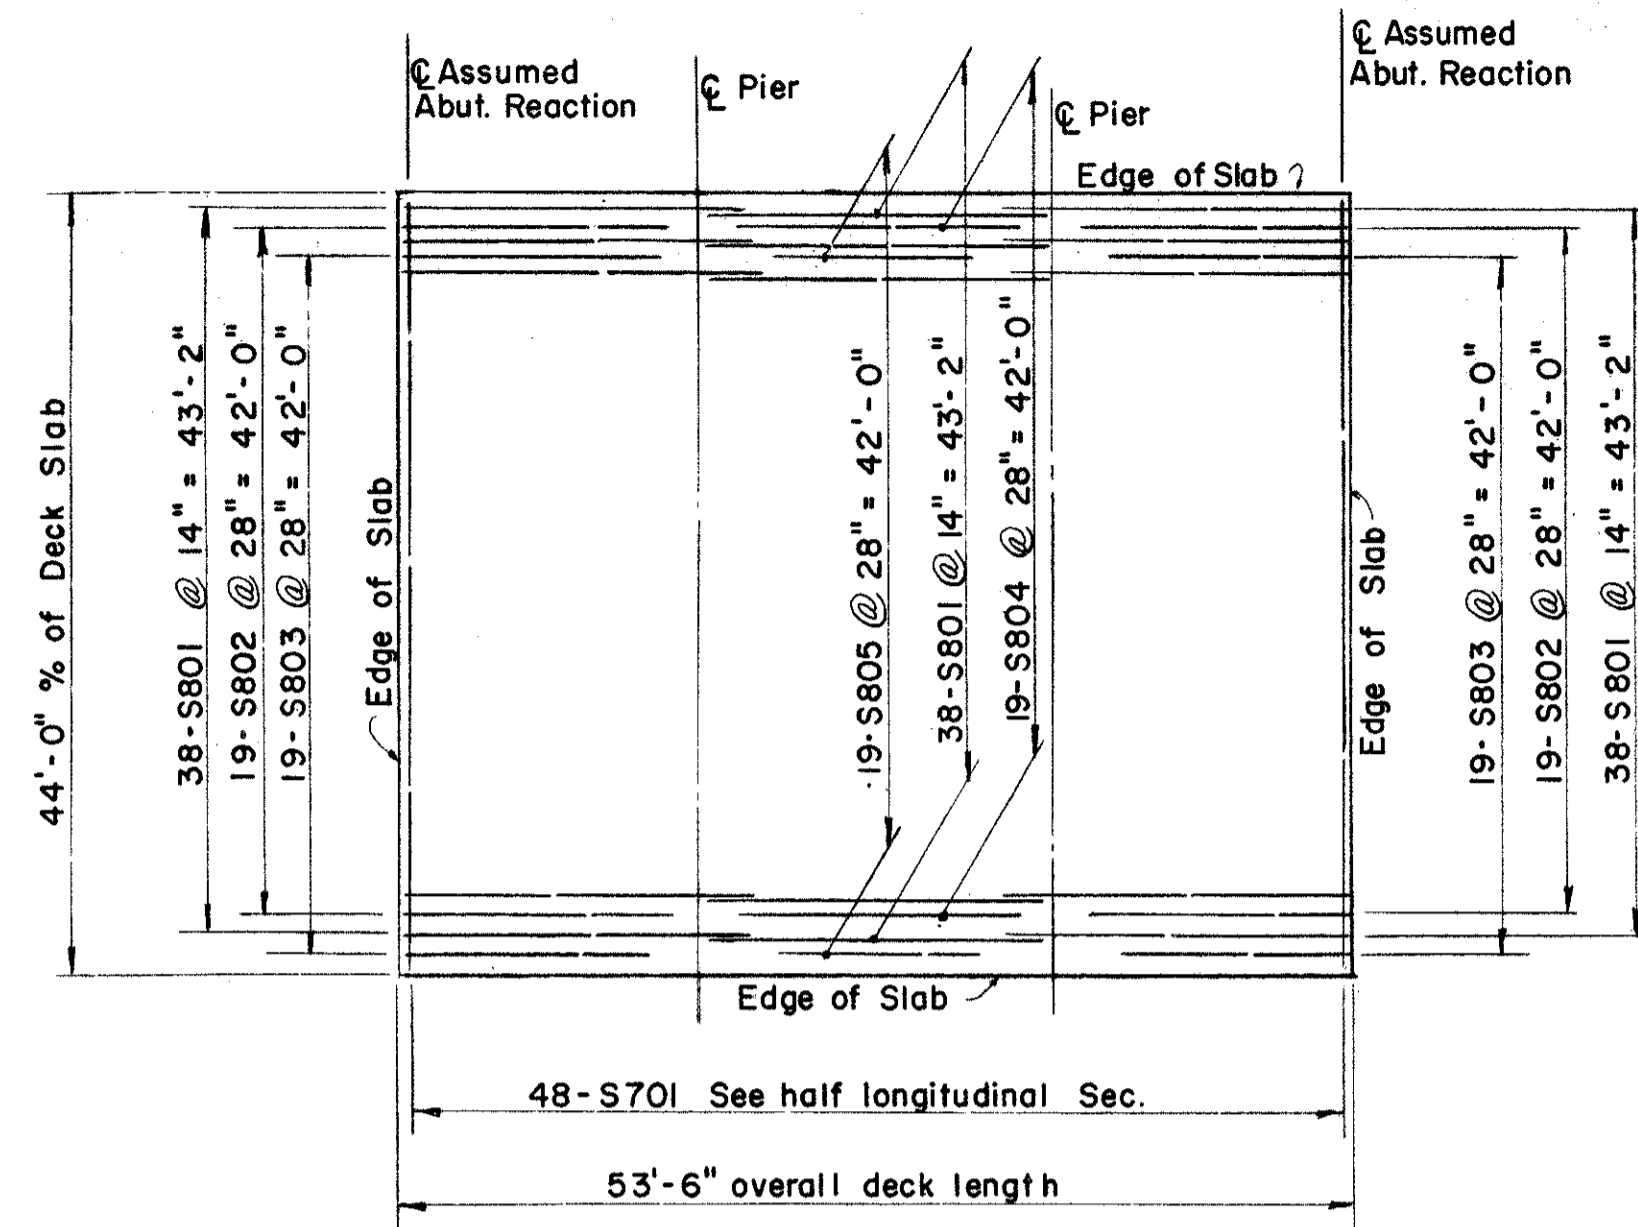 ℄ Assumed
Abut. Reaction
℄ Pier
℄ Pier
℄ Assumed
Abut. Reaction
Edge of Slab
44'-0" % of Deck Slab
38-S801 @ 14" = 43'-2"
19-S802 @ 28" = 42'-0"
19-S803 @ 28" = 42'-0"
Edge of Slab
19-S805 @ 28" = 42'-0"
38-S801 @ 14" = 43'-2"
19-S804 @ 28" = 42'-0"
Edge of Slab
19-S803 @ 28" = 42'-0"
19-S802 @ 28" = 42'-0"
38-S801 @ 14" = 43'-2"
Edge of Slab
48-S701 See half longitudinal Sec.
53'-6" overall deck length